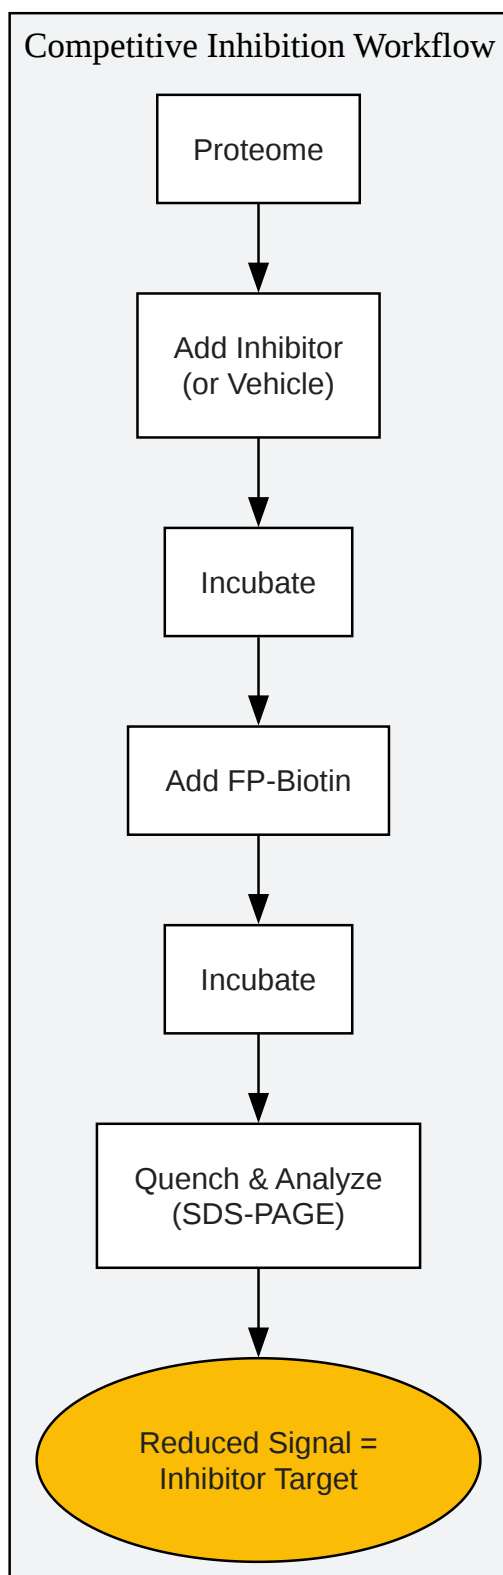 Competitive Inhibition Workflow
Proteome
Add Inhibitor
(or Vehicle)
Incubate
Add FP-Biotin
Incubate
Quench & Analyze
(SDS-PAGE)
Reduced Signal =
Inhibitor Target